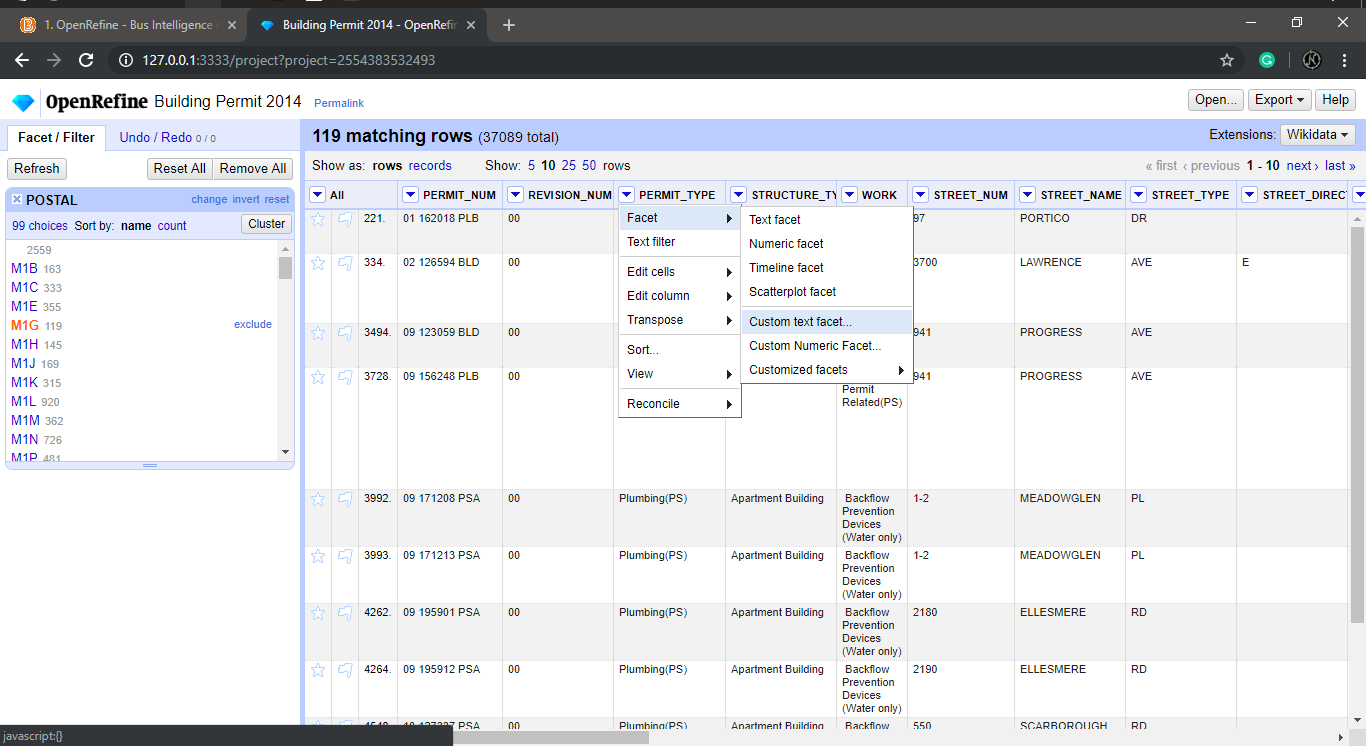 1. OpenRefine - Bus Intelligence
Building Permit 2014 - OpenRefin
127.0.0.1:3333/project?project=2554383532493
OpenRefine Building Permit 2014 Permalink
Open... Export Help
Facet / Filter Undo / Redo 0 / 0
119 matching rows (37089 total)
Extensions: Wikidata
Refresh Reset All Remove All
Show as: rows records Show: 5 10 25 50 rows
« first ‹ previous 1 - 10 next › last »
POSTAL change invert reset
99 choices Sort by: name count Cluster
2559
M1B 163
M1C 333
M1E 355
M1G 119 exclude
M1H 145
M1J 169
M1K 315
M1L 920
M1M 362
M1N 726
M1P 481
All PERMIT_NUM REVISION_NUM PERMIT_TYPE STRUCTURE_TY WORK STREET_NUM STREET_NAME STREET_TYPE STREET_DIREC
221. 01 162018 PLB 00 97 PORTICO DR
334. 02 126594 BLD 00 3700 LAWRENCE AVE E
3494. 09 123059 BLD 00 941 PROGRESS AVE
3728. 09 156248 PLB 00 941 PROGRESS AVE
Permit
Related(PS)
Facet
Text filter
Edit cells
Edit column
Transpose
Sort...
View
Reconcile
Text facet
Numeric facet
Timeline facet
Scatterplot facet
Custom text facet...
Custom Numeric Facet...
Customized facets
3992. 09 171208 PSA 00 Plumbing(PS) Apartment Building Backflow 1-2 MEADOWGLEN PL
Prevention
Devices
(Water only)
3993. 09 171213 PSA 00 Plumbing(PS) Apartment Building Backflow 1-2 MEADOWGLEN PL
Prevention
Devices
(Water only)
4262. 09 195901 PSA 00 Plumbing(PS) Apartment Building Backflow 2180 ELLESMERE RD
Prevention
Devices
(Water only)
4264. 09 195912 PSA 00 Plumbing(PS) Apartment Building Backflow 2190 ELLESMERE RD
Prevention
Devices
(Water only)
Plumbing(PS) Apartment Building Backflow 550 SCARBOROUGH RD
javascript:{}